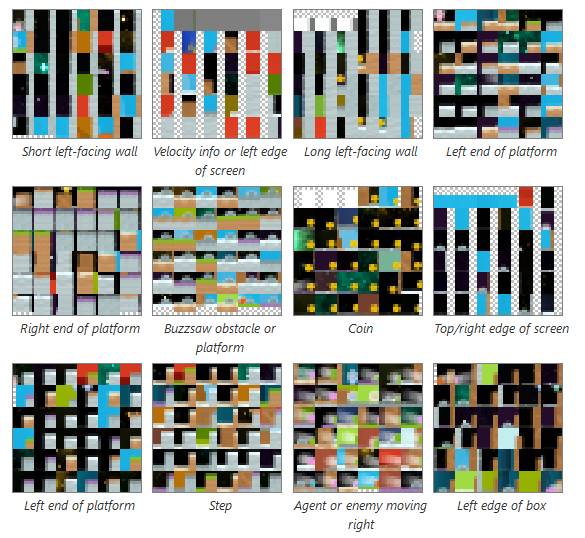 Short left-facing wall
Velocity info or left edge
of screen
Long left-facing wall
Left end of platform
Right end of platform
Buzzsaw obstacle or
platform
Coin
Top/right edge of screen
Left end of platform
Step
Agent or enemy moving
right
Left edge of box